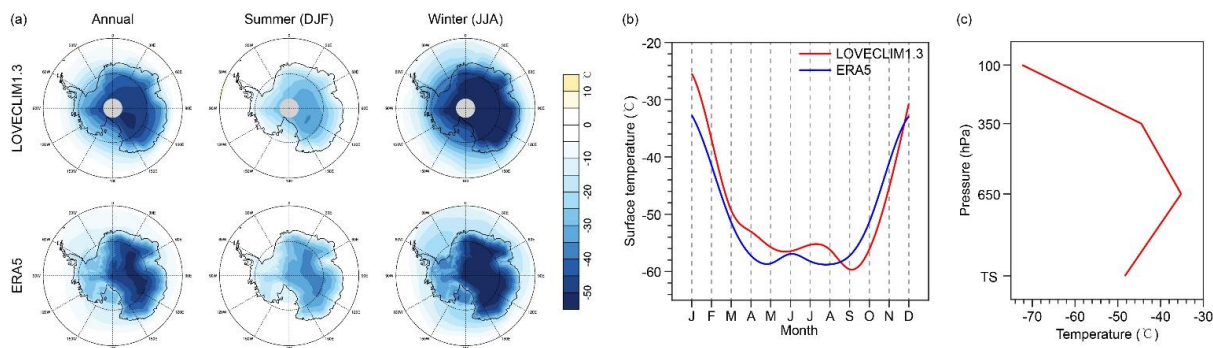 (a)
Annual
Summer (DJF)
Winter (JJA)
LOVECLIM1.3
ERA5
℃
10
0
-10
-20
-30
-40
-50
(b)
LOVECLIM1.3
ERA5
Surface temperature (℃)
-20
-30
-40
-50
-60
J F M A M J J A S O N D
Month
(c)
Pressure (hPa)
100
350
650
TS
-70 -60 -50 -40 -30
Temperature (℃)